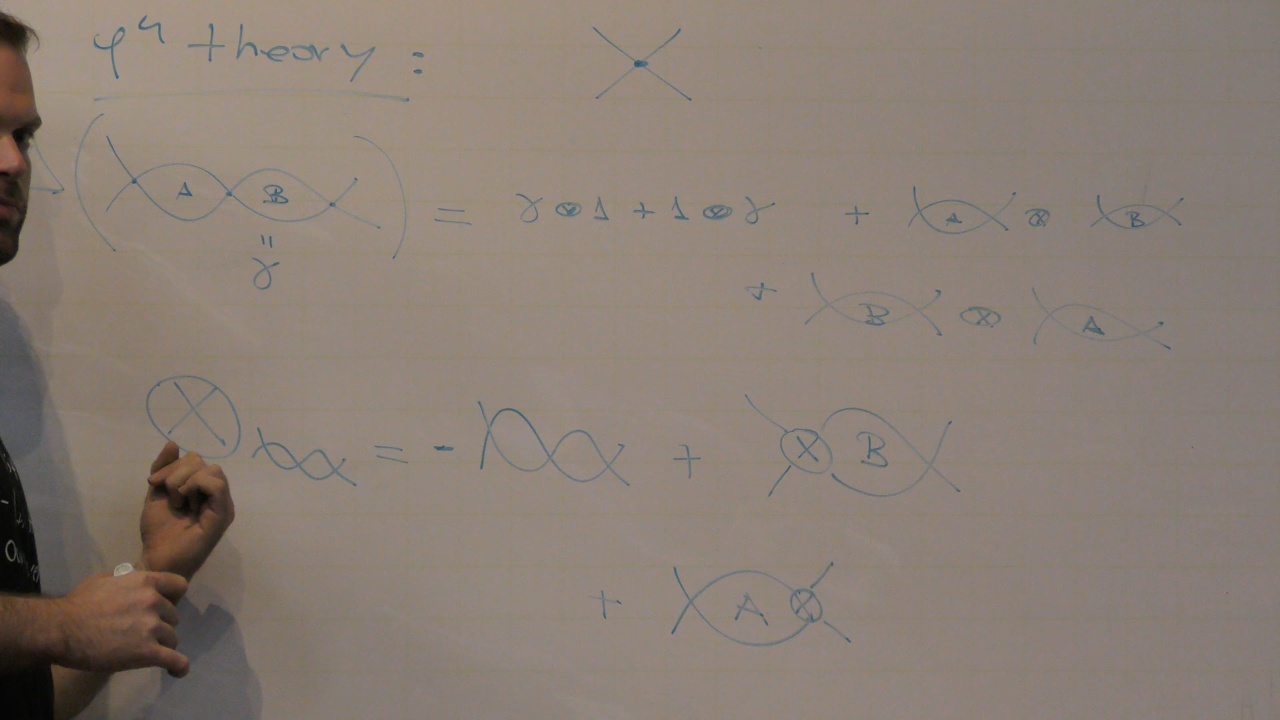 φ⁴ theory :
Δ ( A B ) = γ ⊗ 1 + 1 ⊗ γ + A ⊗ B
"
γ
+ B ⊗ A
⊗ = - + ⊗ B
+ A ⊗